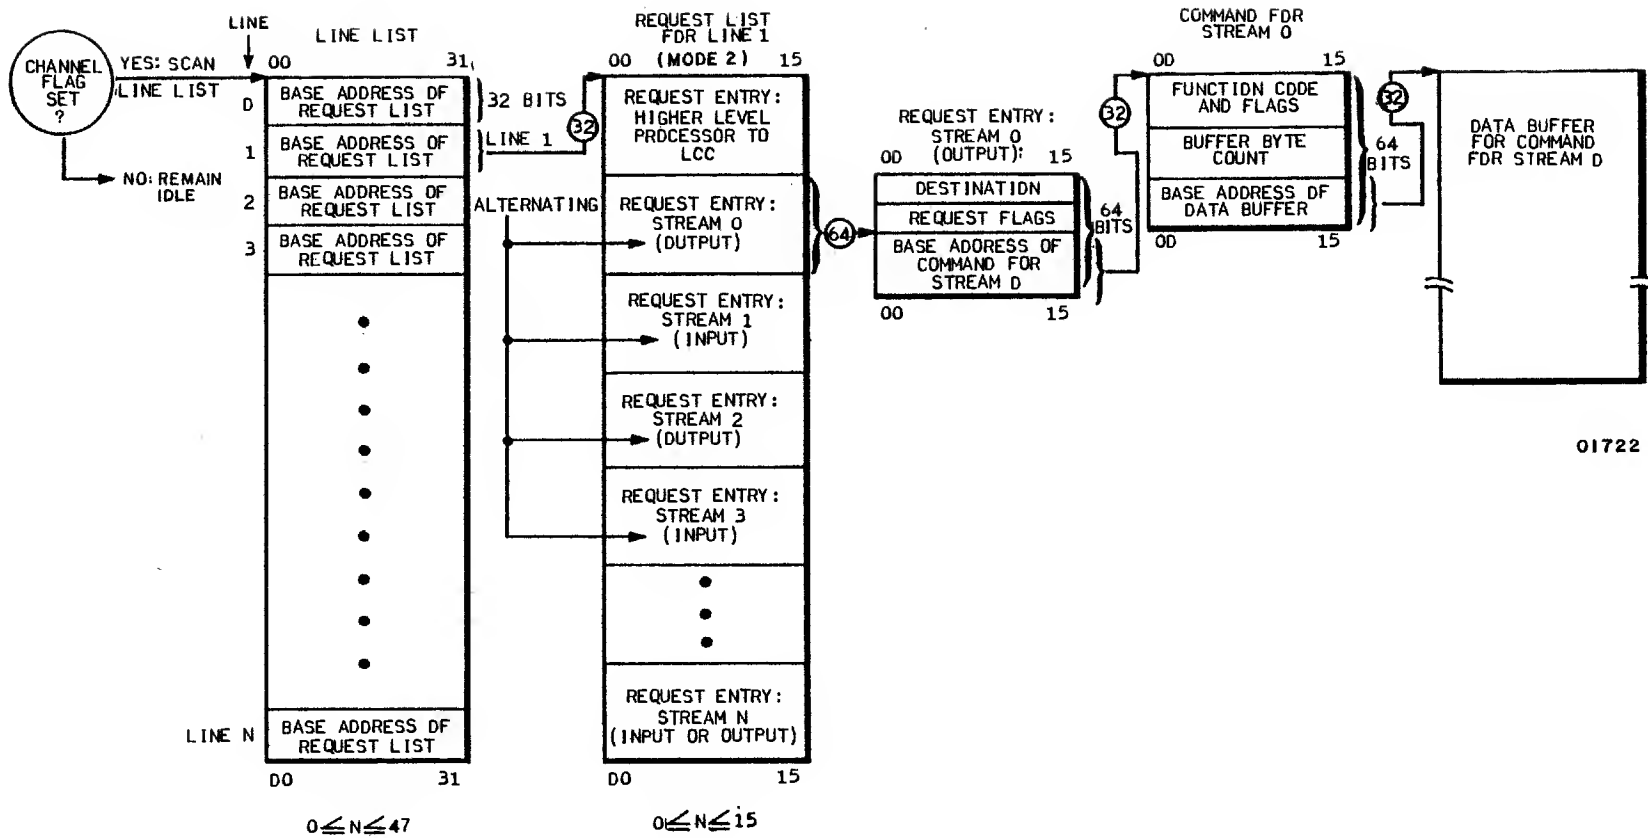 CHANNEL
FLAG
SET
?
YES: SCAN
LINE LIST
NO: REMAIN
IDLE
LINE
LINE LIST
00 31
0
BASE ADDRESS OF
REQUEST LIST
32 BITS
1
BASE ADDRESS OF
REQUEST LIST
LINE 1
32
2
BASE ADDRESS OF
REQUEST LIST
3
BASE ADDRESS OF
REQUEST LIST
LINE N
BASE ADDRESS OF
REQUEST LIST
00 31
0≦N≦47
REQUEST LIST
FOR LINE 1
(MODE 2)
00 15
REQUEST ENTRY:
HIGHER LEVEL
PROCESSOR TO
LCC
ALTERNATING
REQUEST ENTRY:
STREAM 0
(OUTPUT)
64
REQUEST ENTRY:
STREAM 1
(INPUT)
REQUEST ENTRY:
STREAM 2
(OUTPUT)
REQUEST ENTRY:
STREAM 3
(INPUT)
REQUEST ENTRY:
STREAM N
(INPUT OR OUTPUT)
00 15
0≦N≦15
REQUEST ENTRY:
STREAM 0
(OUTPUT):
00 15
DESTINATION
REQUEST FLAGS
BASE ADDRESS OF
COMMAND FOR
STREAM 0
00 15
64
BITS
32
COMMAND FOR
STREAM 0
00 15
FUNCTION CODE
AND FLAGS
BUFFER BYTE
COUNT
BASE ADDRESS OF
DATA BUFFER
00 15
64
BITS
32
DATA BUFFER
FOR COMMAND
FOR STREAM 0
01722